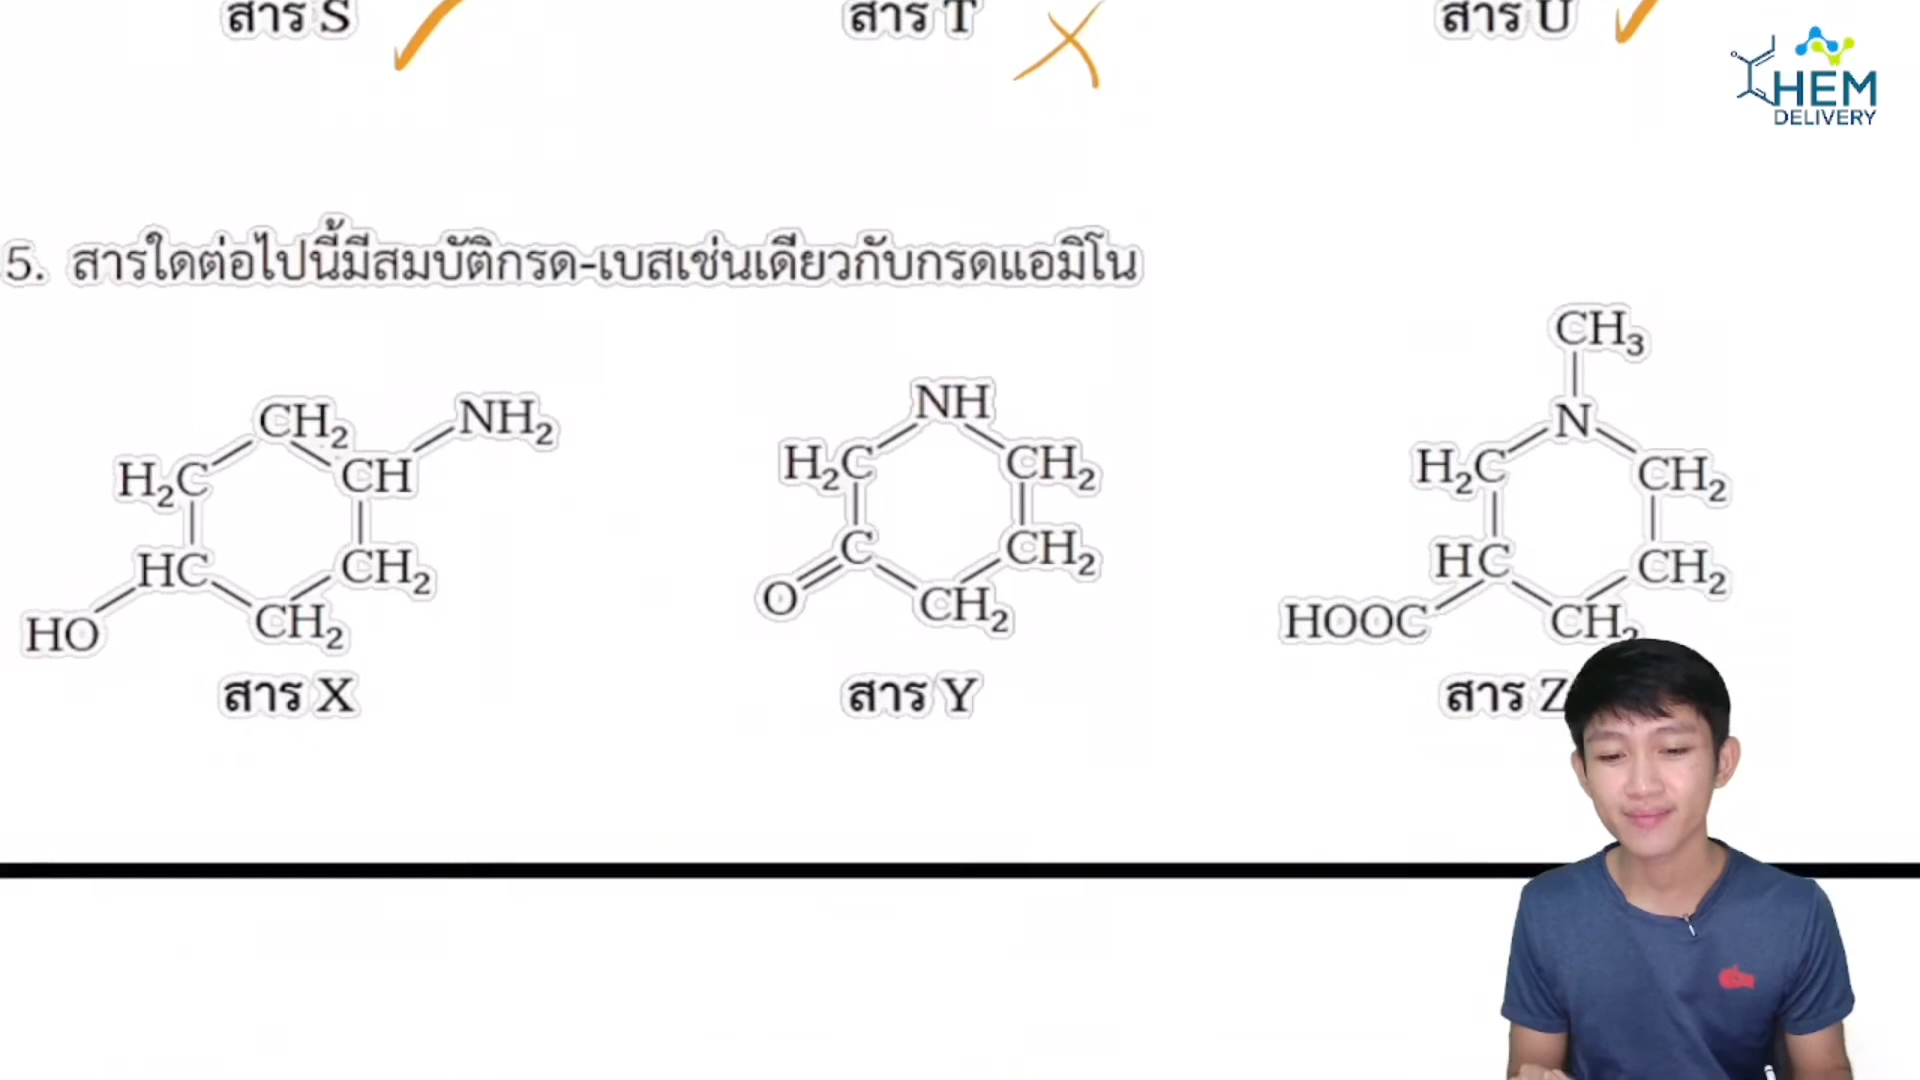 สาร S
สาร T
สาร U
CHEM
DELIVERY
5. สารใดต่อไปนี้มีสมบัติกรด-เบสเช่นเดียวกับกรดแอมิโน
CH₂
NH₂
H₂C
CH
HC
CH₂
HO
CH₂
สาร X
NH
H₂C
CH₂
C
CH₂
O
CH₂
สาร Y
CH₃
N
H₂C
CH₂
HC
CH₂
HOOC
CH₂
สาร Z